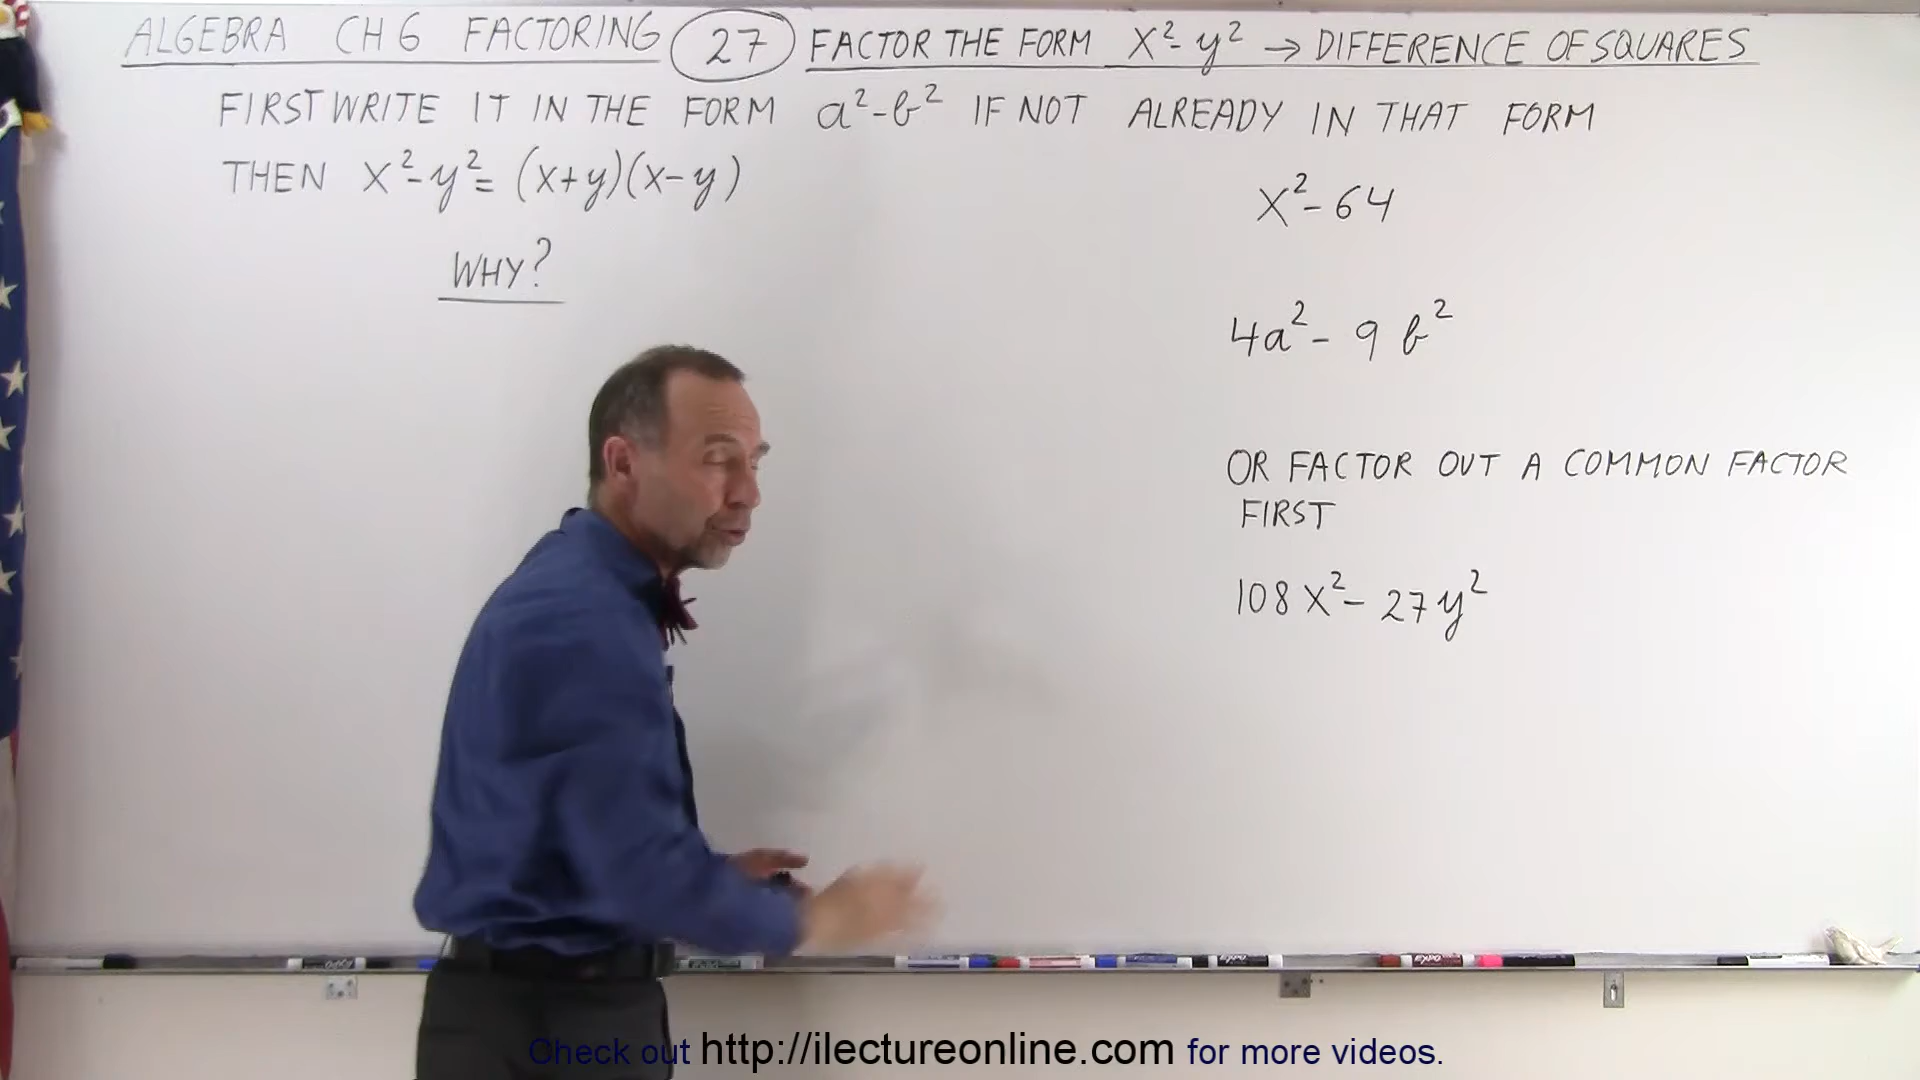 ALGEBRA CH 6 FACTORING 27 FACTOR THE FORM x²-y² → DIFFERENCE OF SQUARES
FIRST WRITE IT IN THE FORM a²-b² IF NOT ALREADY IN THAT FORM
THEN x²-y²= (x+y)(x-y)
WHY?
x²-64
4a²- 9 b²
OR FACTOR OUT A COMMON FACTOR
FIRST
108x²- 27y²
Check out http://ilectureonline.com for more videos.